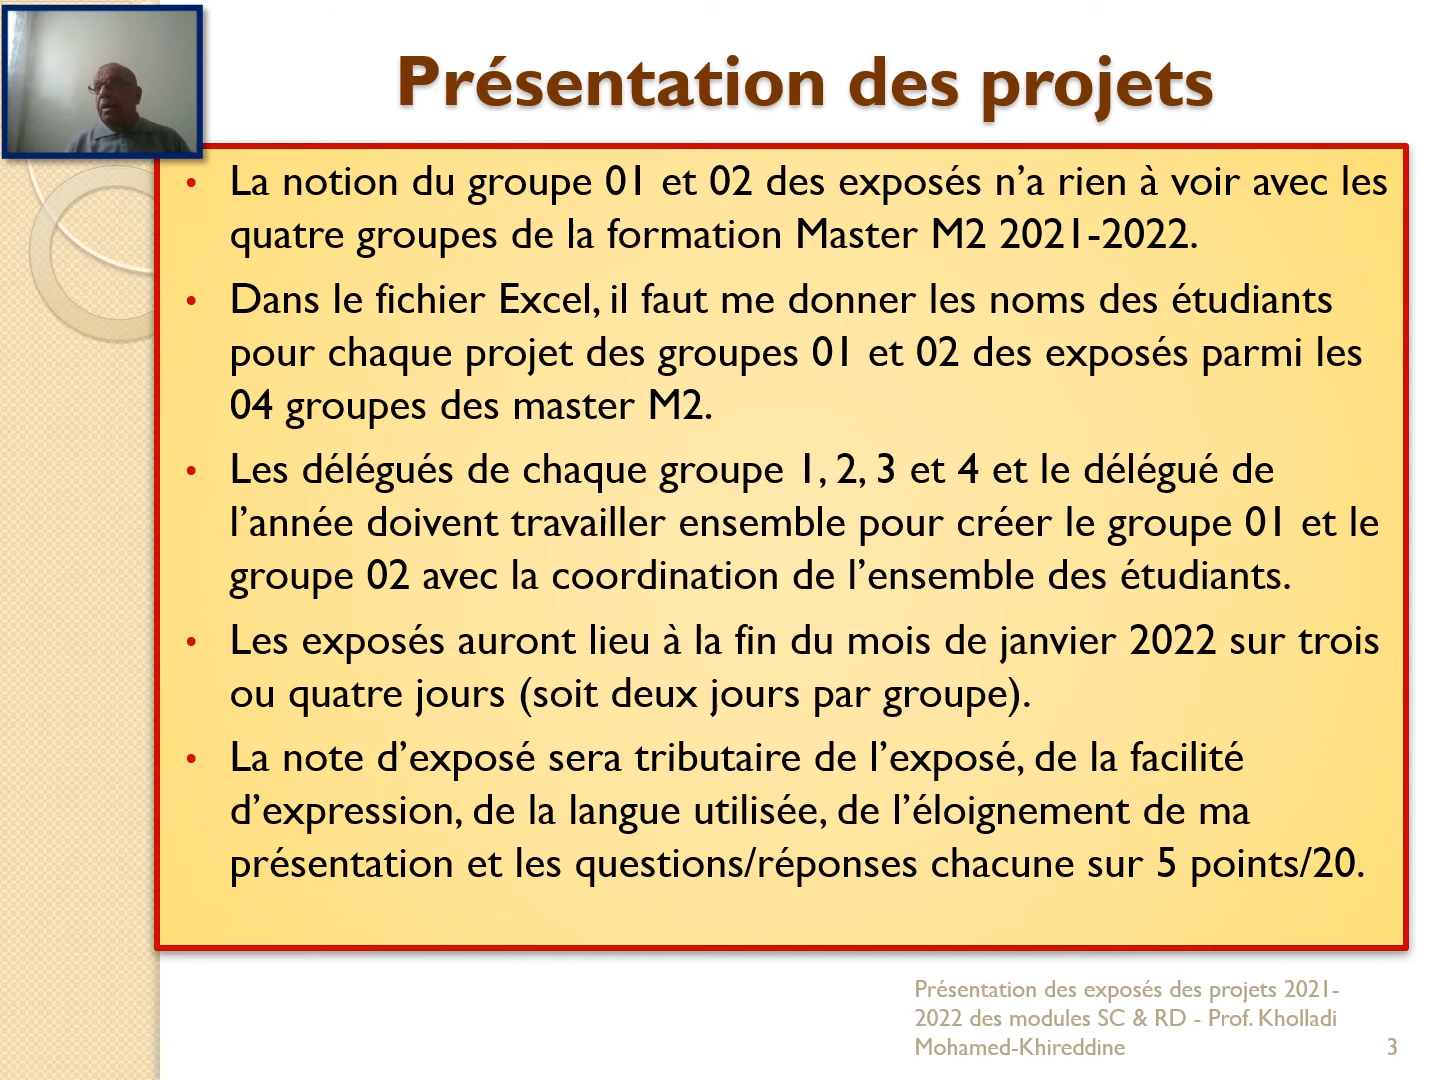 Présentation des projets
• La notion du groupe 01 et 02 des exposés n’a rien à voir avec les
quatre groupes de la formation Master M2 2021-2022.
• Dans le fichier Excel, il faut me donner les noms des étudiants
pour chaque projet des groupes 01 et 02 des exposés parmi les
04 groupes des master M2.
• Les délégués de chaque groupe 1, 2, 3 et 4 et le délégué de
l’année doivent travailler ensemble pour créer le groupe 01 et le
groupe 02 avec la coordination de l’ensemble des étudiants.
• Les exposés auront lieu à la fin du mois de janvier 2022 sur trois
ou quatre jours (soit deux jours par groupe).
• La note d’exposé sera tributaire de l’exposé, de la facilité
d’expression, de la langue utilisée, de l’éloignement de ma
présentation et les questions/réponses chacune sur 5 points/20.
Présentation des exposés des projets 2021-
2022 des modules SC & RD - Prof. Kholladi
Mohamed-Khireddine
3